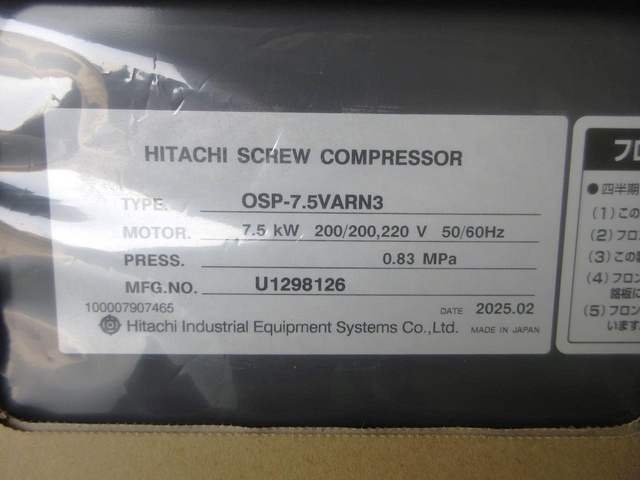 HITACHI SCREW COMPRESSOR
TYPE. OSP-7.5VARN3
MOTOR. 7.5 kW 200/200,220 V 50/60Hz
PRESS. 0.83 MPa
MFG.NO. U1298126
100007907465
DATE 2025.02
Hitachi Industrial Equipment Systems Co.,Ltd. MADE IN JAPAN
フロ
● 四半期
(1) この
(2) フロ
(3) この
(4) フロン
銘板に
(5) フロン
います